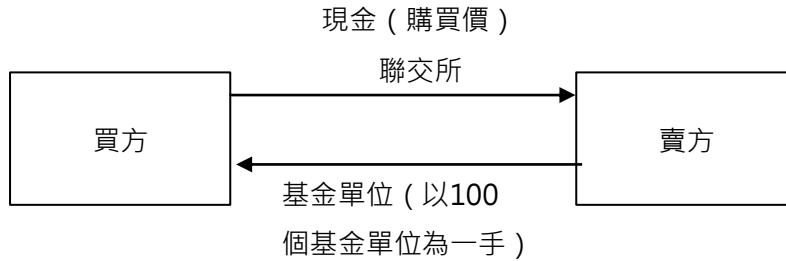 現金（購買價）
聯交所
買方
賣方
基金單位（以100
個基金單位為一手）